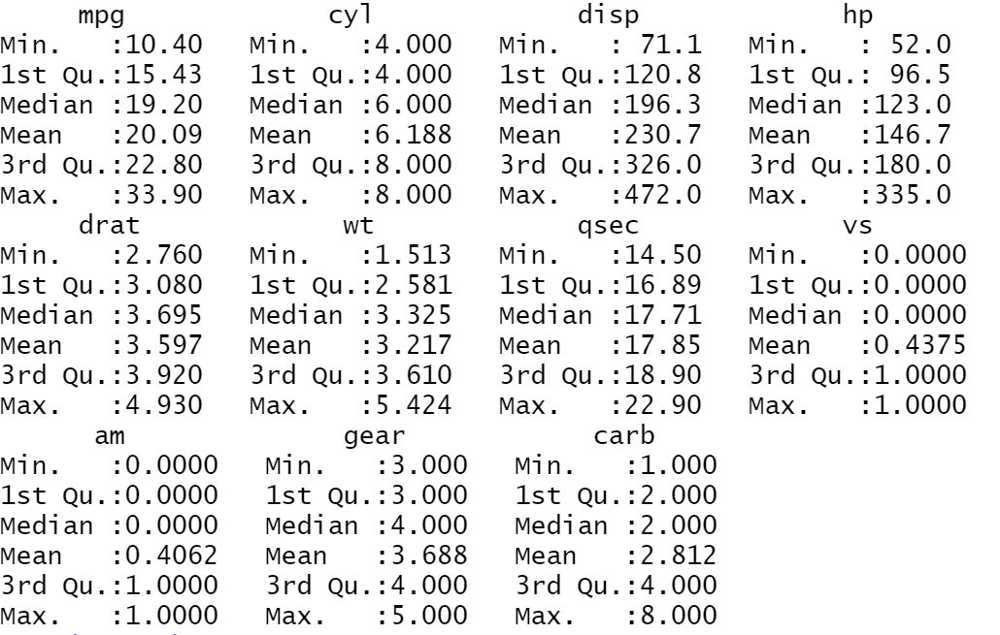 mpg             cyl             disp             hp
Min.   :10.40   Min.   :4.000   Min.   : 71.1   Min.   : 52.0
1st Qu.:15.43   1st Qu.:4.000   1st Qu.:120.8   1st Qu.: 96.5
Median :19.20   Median :6.000   Median :196.3   Median :123.0
Mean   :20.09   Mean   :6.188   Mean   :230.7   Mean   :146.7
3rd Qu.:22.80   3rd Qu.:8.000   3rd Qu.:326.0   3rd Qu.:180.0
Max.   :33.90   Max.   :8.000   Max.   :472.0   Max.   :335.0
     drat             wt             qsec             vs
Min.   :2.760   Min.   :1.513   Min.   :14.50   Min.   :0.0000
1st Qu.:3.080   1st Qu.:2.581   1st Qu.:16.89   1st Qu.:0.0000
Median :3.695   Median :3.325   Median :17.71   Median :0.0000
Mean   :3.597   Mean   :3.217   Mean   :17.85   Mean   :0.4375
3rd Qu.:3.920   3rd Qu.:3.610   3rd Qu.:18.90   3rd Qu.:1.0000
Max.   :4.930   Max.   :5.424   Max.   :22.90   Max.   :1.0000
      am              gear            carb
Min.   :0.0000   Min.   :3.000   Min.   :1.000
1st Qu.:0.0000   1st Qu.:3.000   1st Qu.:2.000
Median :0.0000   Median :4.000   Median :2.000
Mean   :0.4062   Mean   :3.688   Mean   :2.812
3rd Qu.:1.0000   3rd Qu.:4.000   3rd Qu.:4.000
Max.   :1.0000   Max.   :5.000   Max.   :8.000